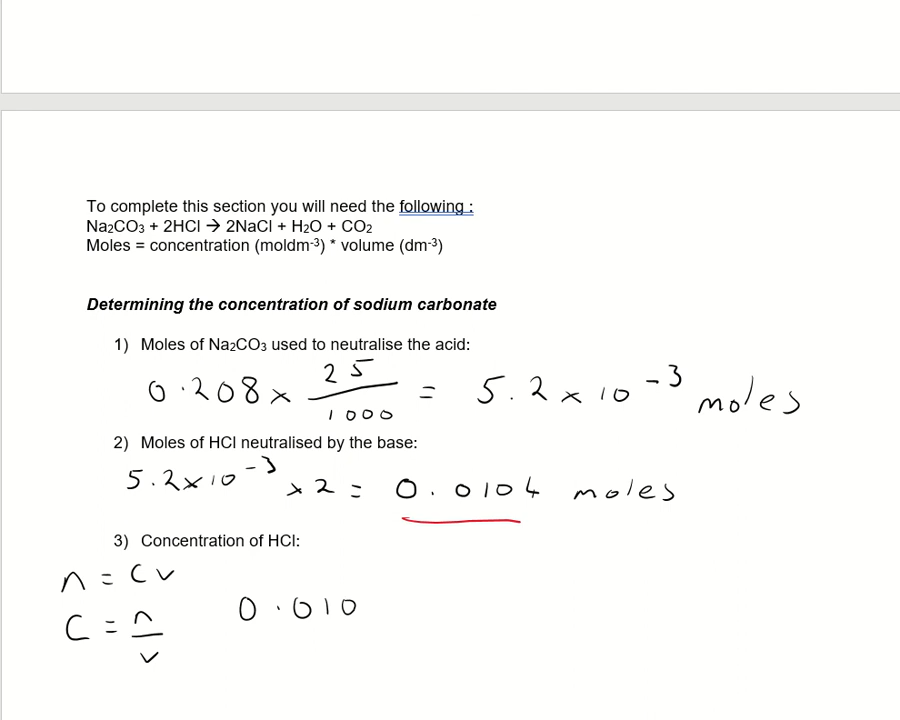 To complete this section you will need the following :
Na₂CO₃ + 2HCl → 2NaCl + H₂O + CO₂
Moles = concentration (moldm⁻³) * volume (dm⁻³)
Determining the concentration of sodium carbonate
1) Moles of Na₂CO₃ used to neutralise the acid:
0.208 × 25/1000 = 5.2 × 10⁻³ moles
2) Moles of HCl neutralised by the base:
5.2×10⁻³ × 2 = 0.0104 moles
3) Concentration of HCl:
n = cv
C = n/v 0.010